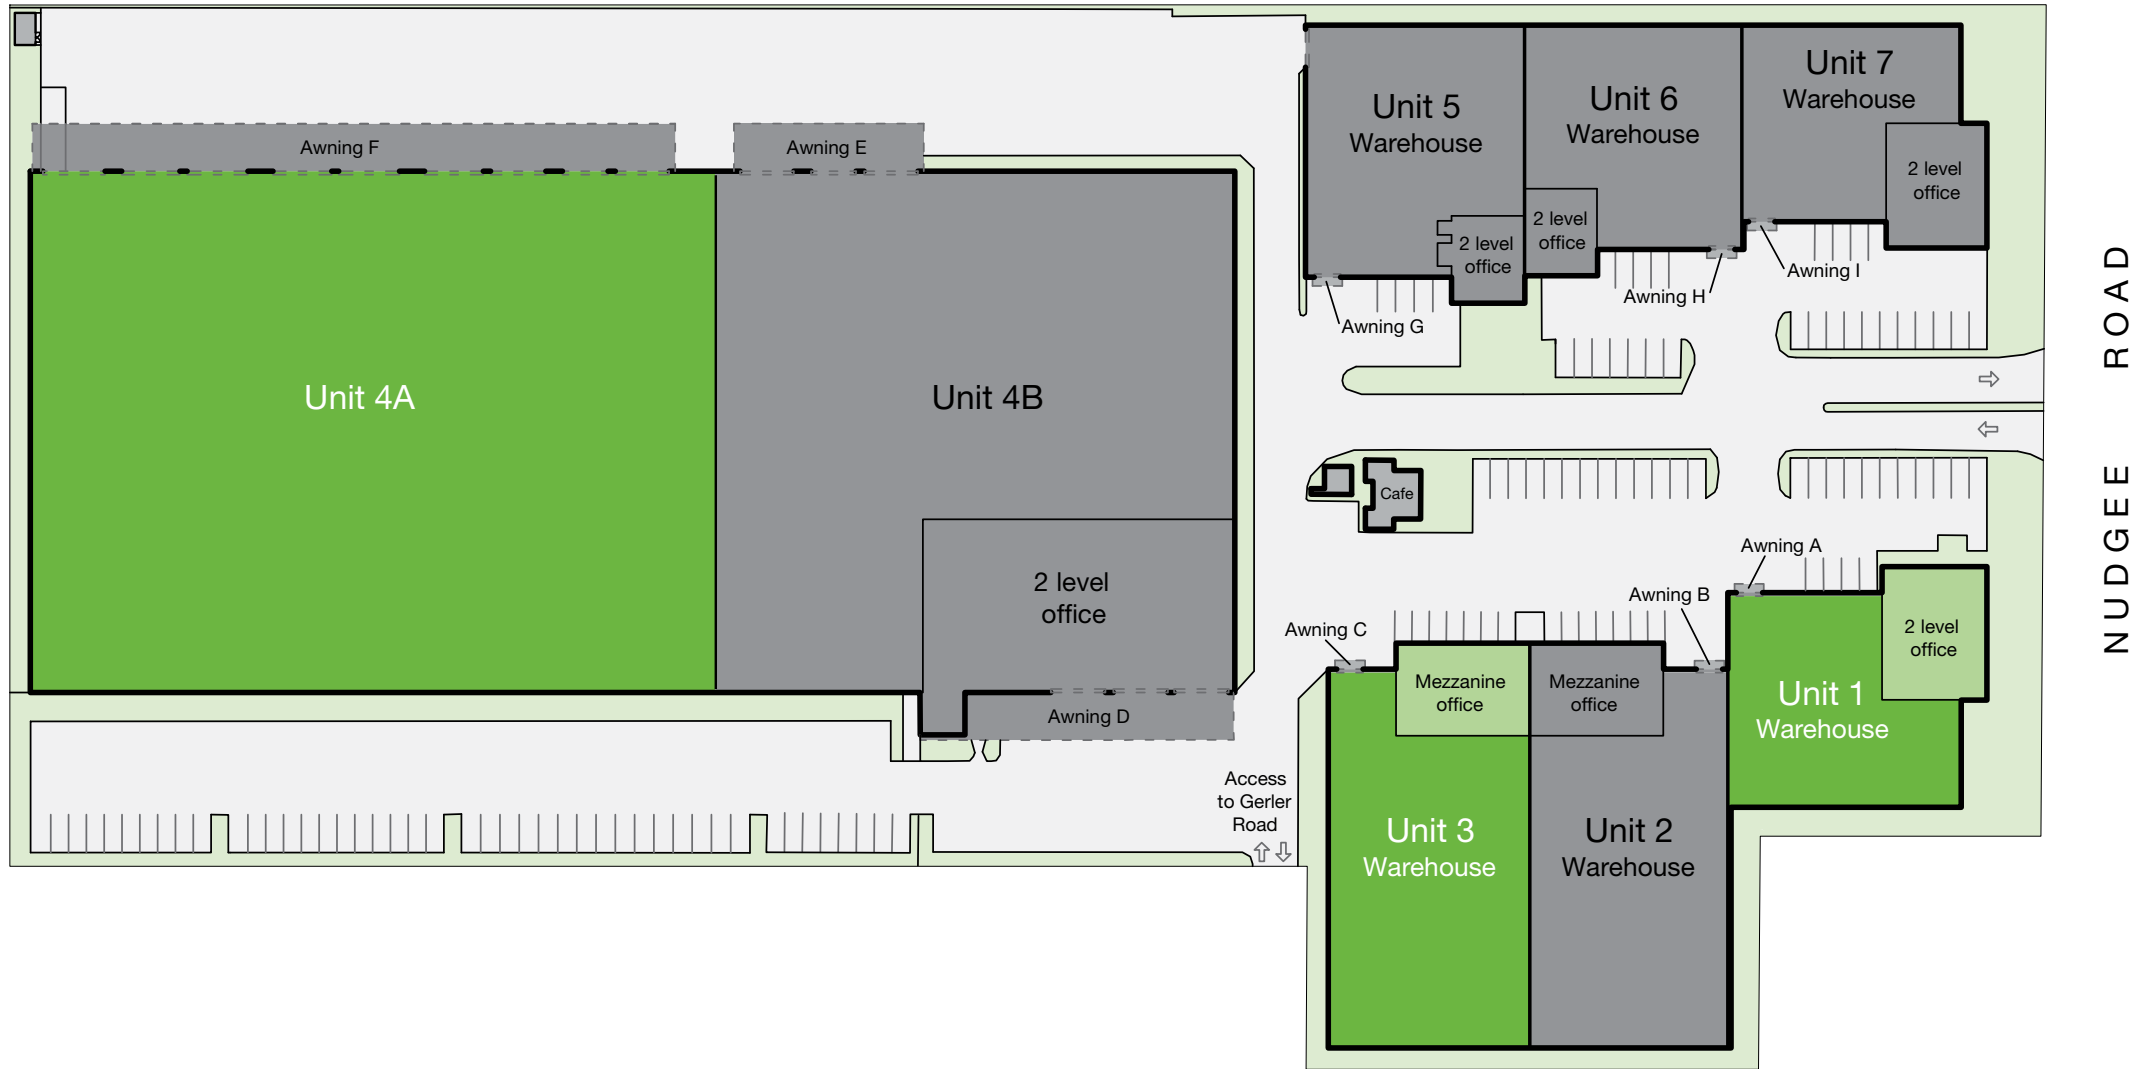 Awning F
Awning E
Unit 4A
Unit 4B
2 level
office
Awning D
Unit 5
Warehouse
2 level
office
Unit 6
Warehouse
2 level
office
Unit 7
Warehouse
2 level
office
Awning G
Awning H
Awning I
Cafe
Awning A
Awning B
Awning C
2 level
office
Unit 1
Warehouse
Mezzanine
office
Mezzanine
office
Unit 3
Warehouse
Unit 2
Warehouse
Access
to Gerler
Road
NUDGEE ROAD